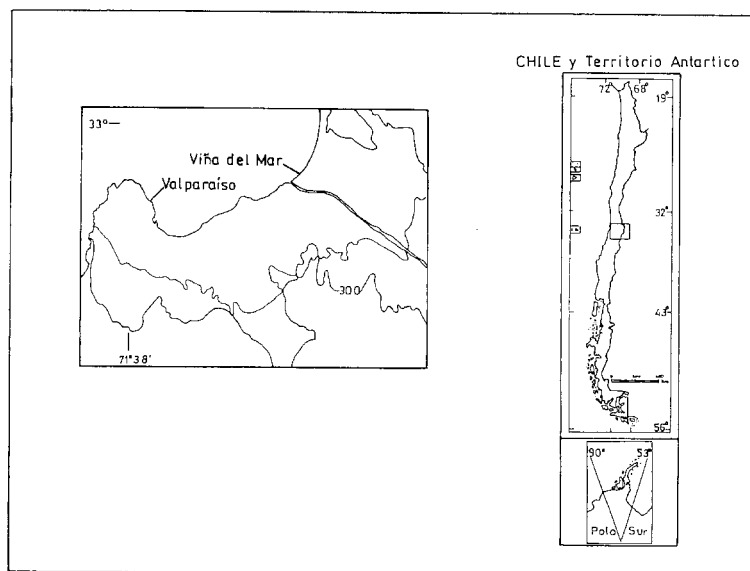 CHILE y Territorio Antartico
72° 68°
19°
32°
43°
56°
90° 53°
Polo Sur
33°
Viña del Mar
Valparaíso
300
71°38'